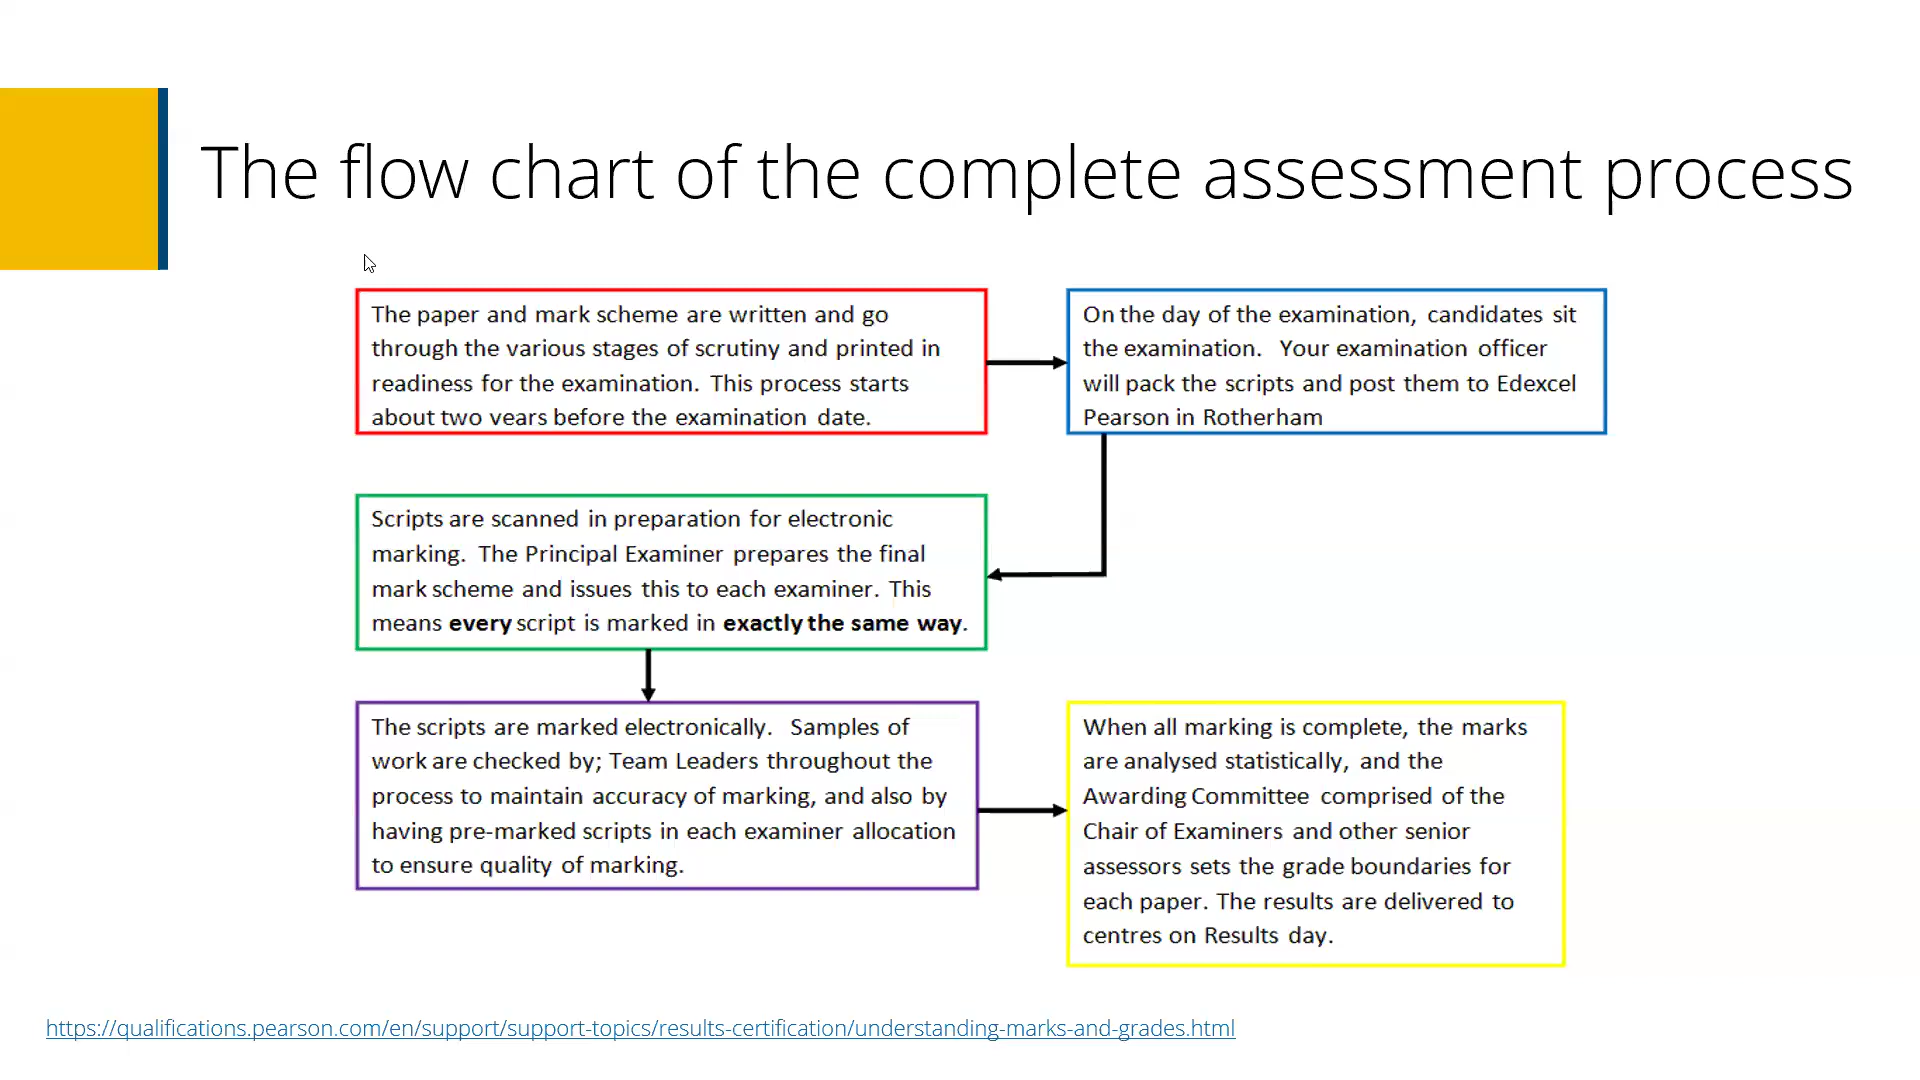 The flow chart of the complete assessment process
The paper and mark scheme are written and go
through the various stages of scrutiny and printed in
readiness for the examination. This process starts
about two years before the examination date.
On the day of the examination, candidates sit
the examination. Your examination officer
will pack the scripts and post them to Edexcel
Pearson in Rotherham
Scripts are scanned in preparation for electronic
marking. The Principal Examiner prepares the final
mark scheme and issues this to each examiner. This
means every script is marked in exactly the same way.
The scripts are marked electronically. Samples of
work are checked by; Team Leaders throughout the
process to maintain accuracy of marking, and also by
having pre-marked scripts in each examiner allocation
to ensure quality of marking.
When all marking is complete, the marks
are analysed statistically, and the
Awarding Committee comprised of the
Chair of Examiners and other senior
assessors sets the grade boundaries for
each paper. The results are delivered to
centres on Results day.
https://qualifications.pearson.com/en/support/support-topics/results-certification/understanding-marks-and-grades.html